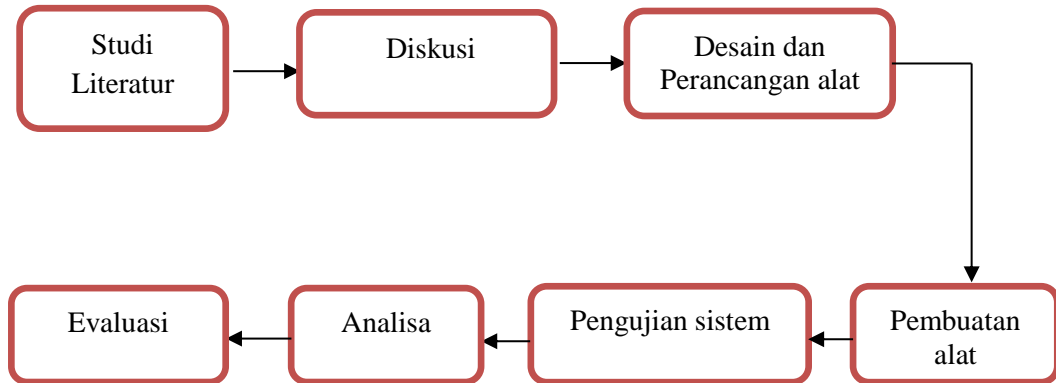 Studi
Literatur
Diskusi
Desain dan
Perancangan alat
Pembuatan
alat
Pengujian sistem
Analisa
Evaluasi